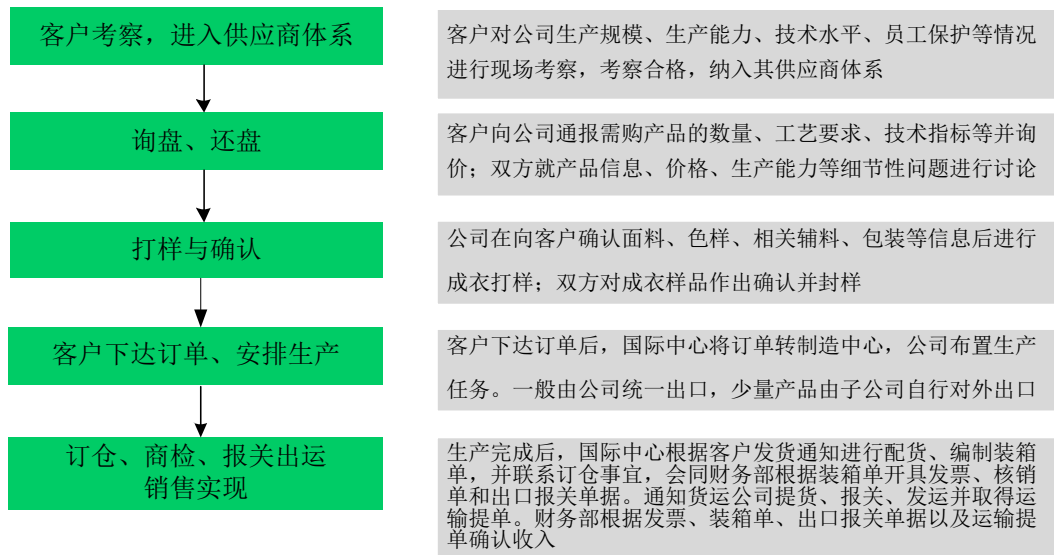 客户考察，进入供应商体系
客户对公司生产规模、生产能力、技术水平、员工保护等情况
进行现场考察，考察合格，纳入其供应商体系
询盘、还盘
客户向公司通报需购产品的数量、工艺要求、技术指标等并询
价；双方就产品信息、价格、生产能力等细节性问题进行讨论
打样与确认
公司在向客户确认面料、色样、相关辅料、包装等信息后进行
成衣打样；双方对成衣样品作出确认并封样
客户下达订单、安排生产
客户下达订单后，国际中心将订单转制造中心，公司布置生产
任务。一般由公司统一出口，少量产品由子公司自行对外出口
订仓、商检、报关出运
销售实现
生产完成后，国际中心根据客户发货通知进行配货、编制装箱
单，并联系订仓事宜，会同财务部根据装箱单开具发票、核销
单和出口报关单据。通知货运公司提货、报关、发运并取得运
输提单。财务部根据发票、装箱单、出口报关单据以及运输提
单确认收入